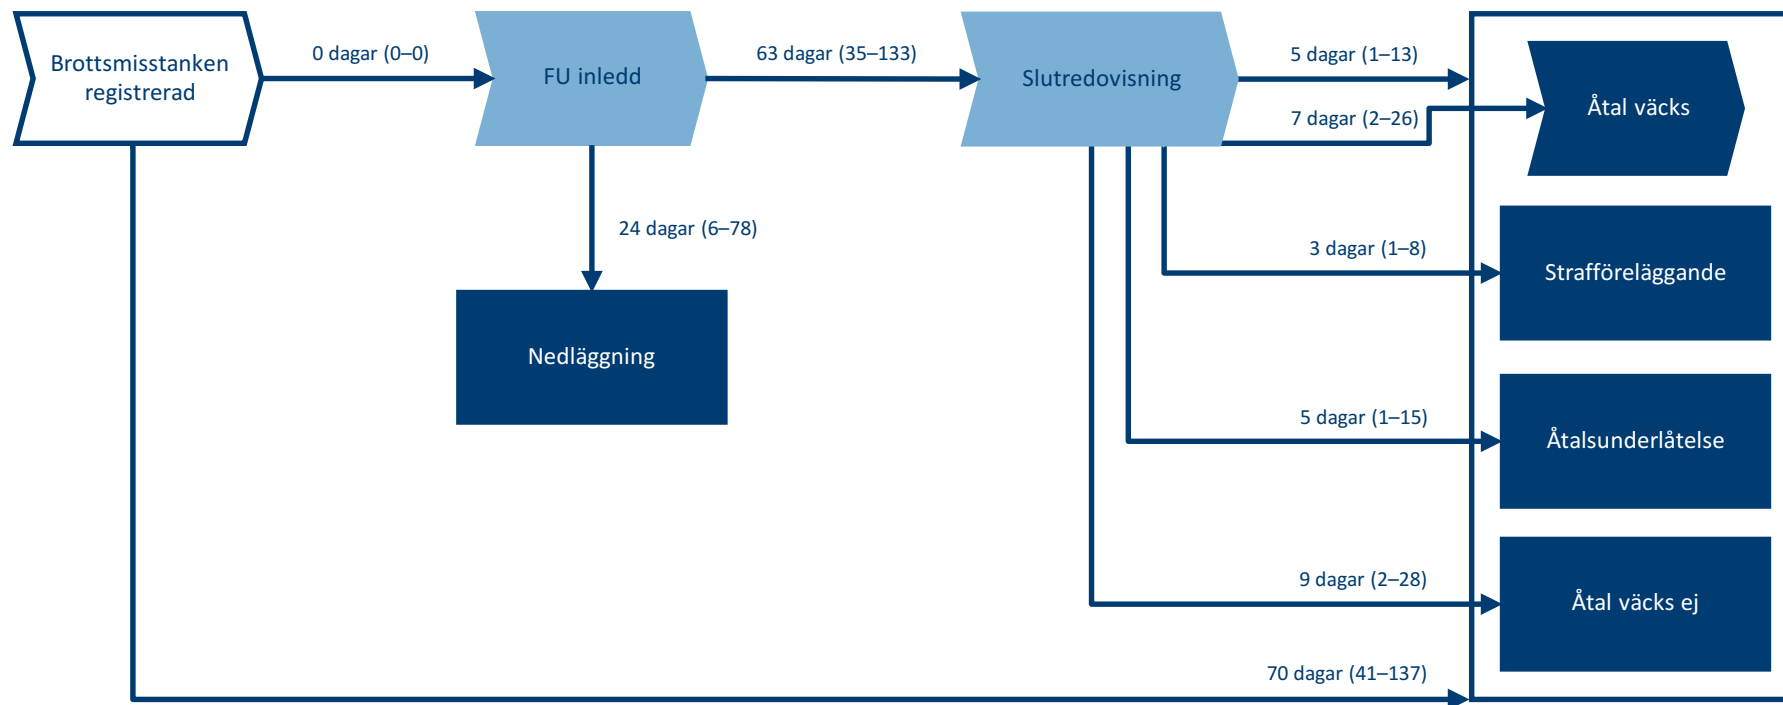 Brottsmisstanken
registrerad
0 dagar (0–0)
FU inledd
63 dagar (35–133)
Slutredovisning
5 dagar (1–13)
7 dagar (2–26)
Åtal väcks
24 dagar (6–78)
Nedläggning
3 dagar (1–8)
Strafföreläggande
5 dagar (1–15)
Åtalsunderlåtelse
9 dagar (2–28)
Åtal väcks ej
70 dagar (41–137)